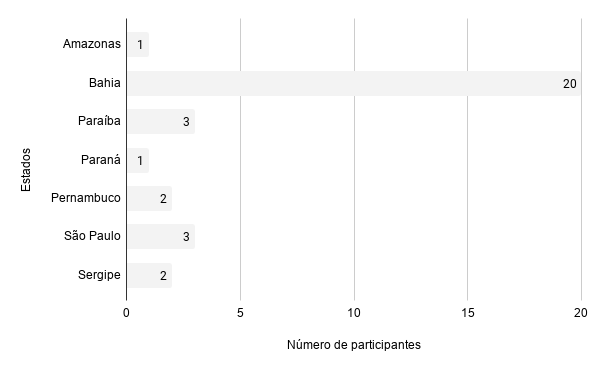 Amazonas 1
Bahia 20
Paraíba 3
Paraná 1
Pernambuco 2
São Paulo 3
Sergipe 2
Estados
0 5 10 15 20
Número de participantes